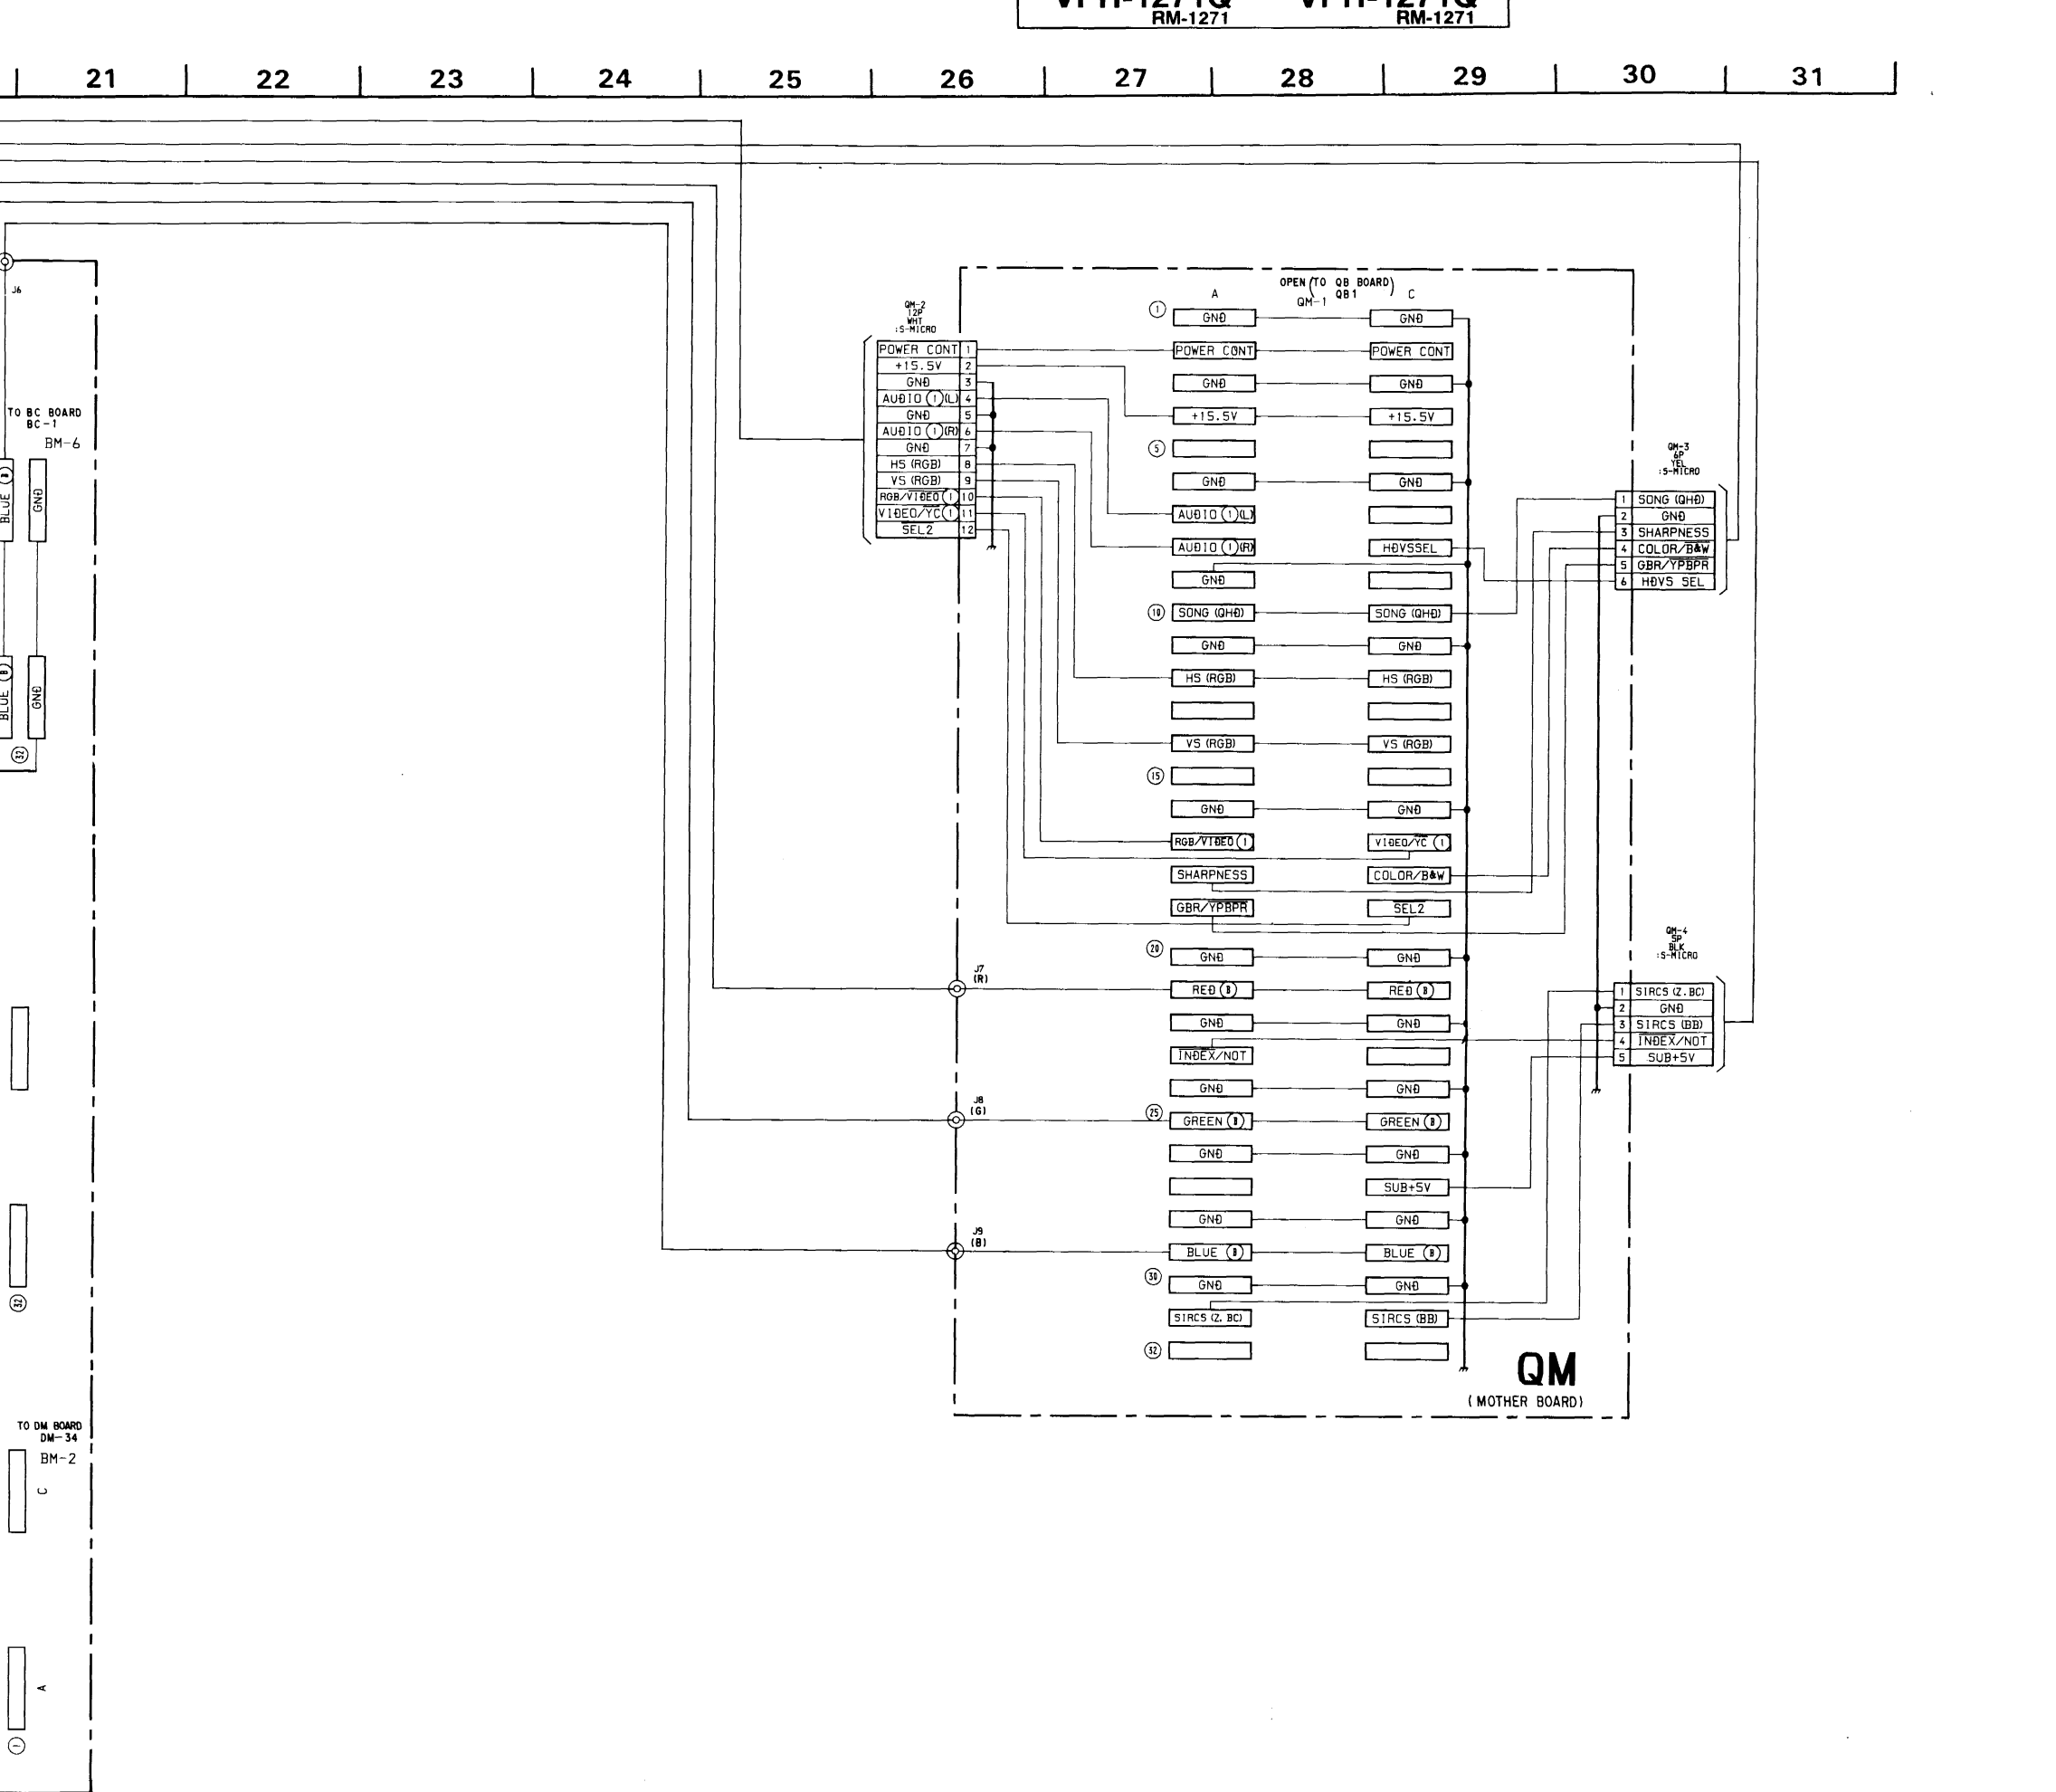 RM-1271 RM-1271
21 22 23 24 25 26 27 28 29 30 31
J6
TO BC BOARD
BC-1
BM-6
BLUE (B)
GND
BLUE (B)
GND
32
32
TO DM BOARD
DM-34
BM-2
C
A
1
QM-2
12P
WHT
:S-MICRO
POWER CONT 1
+15.5V 2
GND 3
AUDIO (1)(L) 4
GND 5
AUDIO (1)(R) 6
GND 7
HS (RGB) 8
VS (RGB) 9
RGB/VIDEO (1) 10
VIDEO/YC (1) 11
SEL2 12
J7
(R)
J8
(G)
J9
(B)
OPEN (TO QB BOARD)
QM-1 QB1
A C
1 GND GND
POWER CONT POWER CONT
GND GND
+15.5V +15.5V
5
GND GND
AUDIO (1)(L)
AUDIO (1)(R) HDVSSEL
GND
10 SONG (QHD) SONG (QHD)
GND GND
HS (RGB) HS (RGB)
VS (RGB) VS (RGB)
15
GND GND
RGB/VIDEO (1) VIDEO/YC (1)
SHARPNESS COLOR/B&W
GBR/YPBPR SEL2
20 GND GND
RED (B) RED (B)
GND GND
INDEX/NOT
GND GND
25 GREEN (B) GREEN (B)
GND GND
SUB+5V
GND GND
BLUE (B) BLUE (B)
30 GND GND
SIRCS (Z.BC) SIRCS (BB)
32
QM-3
6P
YEL
:S-MICRO
1 SONG (QHD)
2 GND
3 SHARPNESS
4 COLOR/B&W
5 GBR/YPBPR
6 HDVS SEL
QM-4
5P
BLK
:S-MICRO
1 SIRCS (Z.BC)
2 GND
3 SIRCS (BB)
4 INDEX/NOT
5 SUB+5V
QM
(MOTHER BOARD)